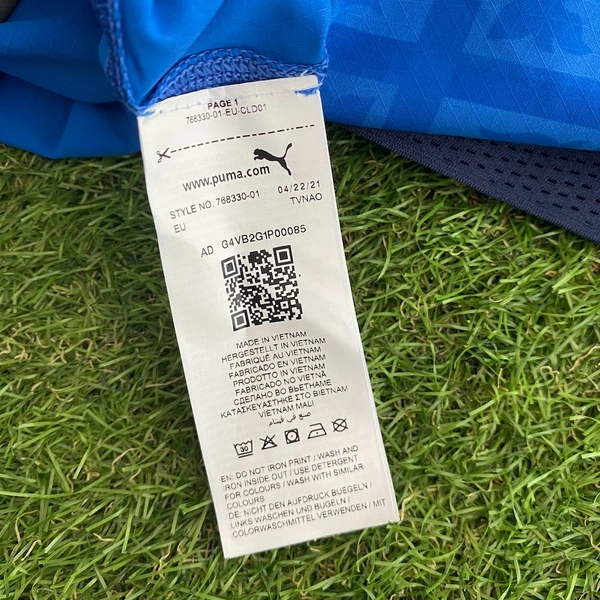 PAGE 1
768330-01-EU-CLD01
www.puma.com
STYLE NO. 768330-01 04/22/21
EU TVNAO
AD G4VB2G1P00085
MADE IN VIETNAM
HERGESTELLT IN VIETNAM
FABRIQUÉ AU VIETNAM
FABRICADO EN VIETNAM
PRODOTTO IN VIETNAM
FABRICADO NO VIETNÃ
СДЕЛАНО ВО ВЬЕТНАМЕ
ΚΑΤΑΣΚΕΥΑΣΤΗΚΕ ΣΤΟ ΒΙΕΤΝΑΜ
VIETNAM MALI
صنع في فيتنام
30
EN: DO NOT IRON PRINT / WASH AND
IRON INSIDE OUT / USE DETERGENT
FOR COLOURS / WASH WITH SIMILAR
COLOURS
DE: NICHT DEN AUFDRUCK BUEGELN /
LINKS WASCHEN UND BUGELN /
COLORWASCHMITTEL VERWENDEN / MIT